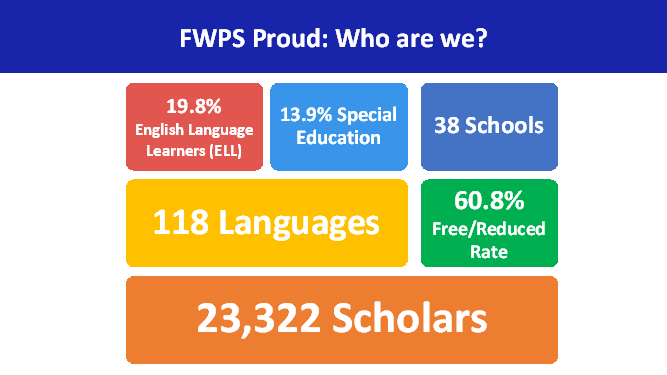 FWPS Proud: Who are we?
19.8%
English Language
Learners (ELL)
13.9% Special
Education
38 Schools
118 Languages
60.8%
Free/Reduced
Rate
23,322 Scholars